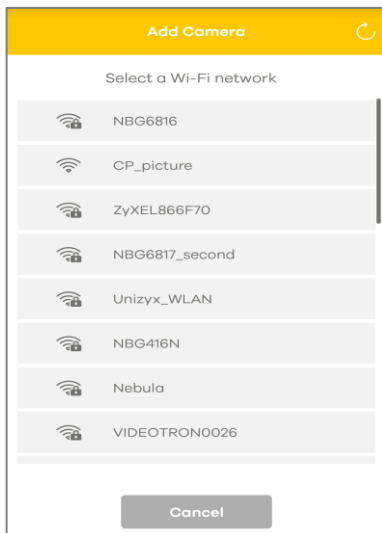 Add Camera
Select a Wi-Fi network
NBG6816
CP_picture
ZyXEL866F70
NBG6817_second
Unizyx_WLAN
NBG416N
Nebula
VIDEOTRON0026
Cancel